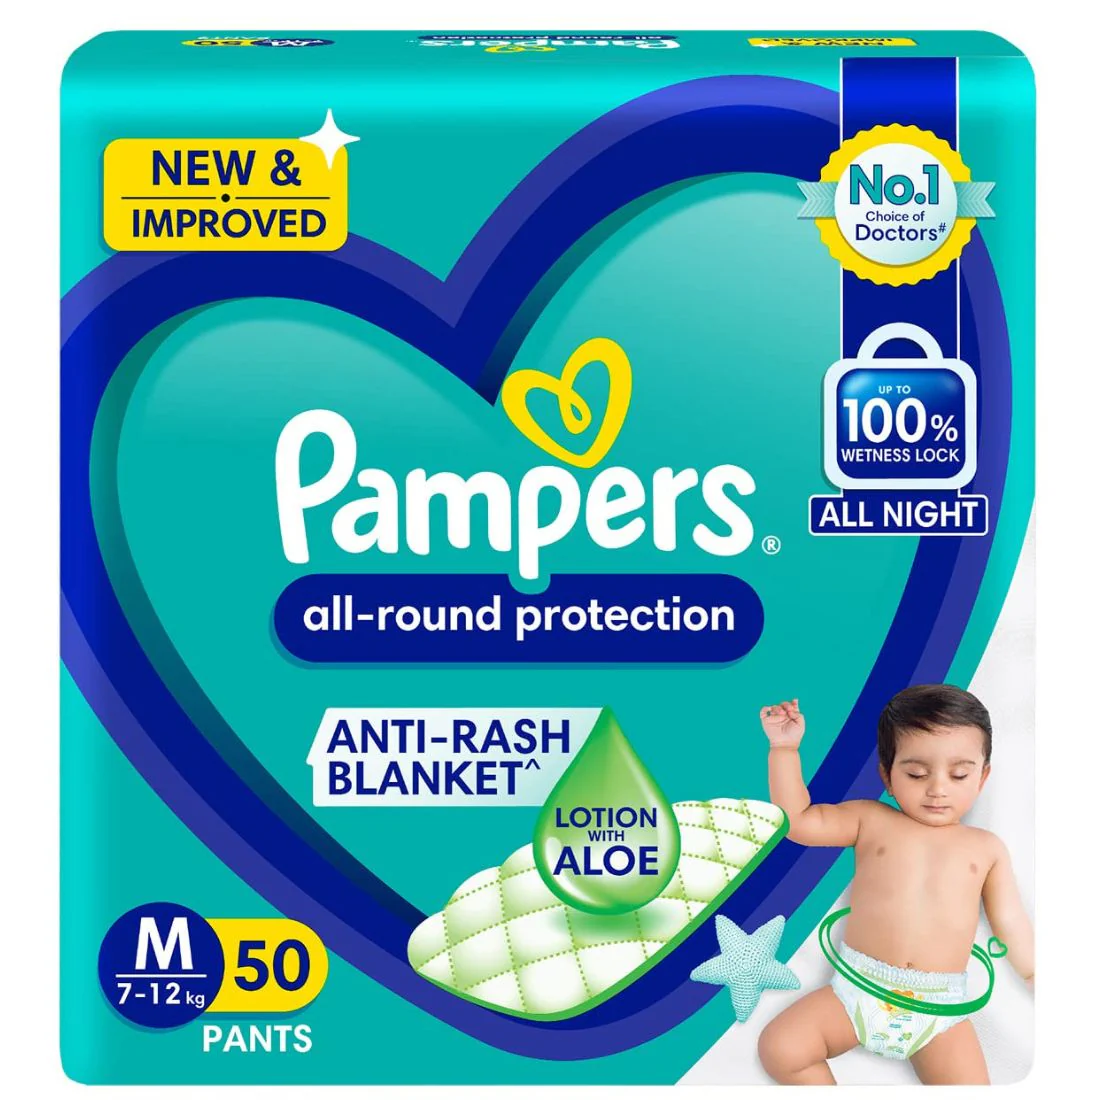 NEW &
IMPROVED
No.1
Choice of
Doctors#
UP TO
100%
WETNESS LOCK
ALL NIGHT
Pampers®
all-round protection
ANTI-RASH
BLANKET^
LOTION
WITH
ALOE
M
7-12 kg
50
PANTS